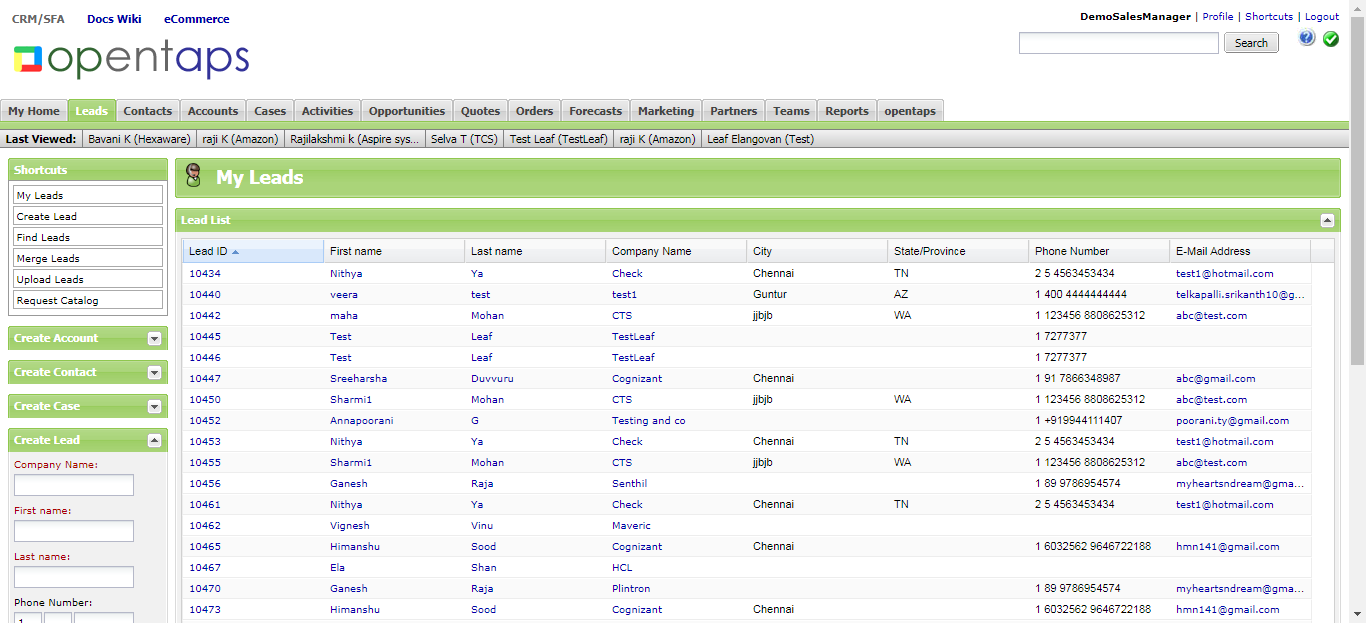 CRM/SFA Docs Wiki eCommerce
DemoSalesManager | Profile | Shortcuts | Logout
opentaps
Search
My Home Leads Contacts Accounts Cases Activities Opportunities Quotes Orders Forecasts Marketing Partners Teams Reports opentaps
Last Viewed: Bavani K (Hexaware) raji K (Amazon) Rajilakshmi k (Aspire sys... Selva T (TCS) Test Leaf (TestLeaf) raji K (Amazon) Leaf Elangovan (Test)
Shortcuts
My Leads
Create Lead
Find Leads
Merge Leads
Upload Leads
Request Catalog
Create Account
Create Contact
Create Case
Create Lead
Company Name:
First name:
Last name:
Phone Number:
1
My Leads
Lead List
Lead ID First name Last name Company Name City State/Province Phone Number E-Mail Address
10434 Nithya Ya Check Chennai TN 2 5 4563453434 test1@hotmail.com
10440 veera test test1 Guntur AZ 1 400 4444444444 telkapalli.srikanth10@g...
10442 maha Mohan CTS jjbjb WA 1 123456 8808625312 abc@test.com
10445 Test Leaf TestLeaf 1 7277377
10446 Test Leaf TestLeaf 1 7277377
10447 Sreeharsha Duvvuru Cognizant Chennai 1 91 7866348987 abc@gmail.com
10450 Sharmi1 Mohan CTS jjbjb WA 1 123456 8808625312 abc@test.com
10452 Annapoorani G Testing and co 1 +919944111407 poorani.ty@gmail.com
10453 Nithya Ya Check Chennai TN 2 5 4563453434 test1@hotmail.com
10455 Sharmi1 Mohan CTS jjbjb WA 1 123456 8808625312 abc@test.com
10456 Ganesh Raja Senthil 1 89 9786954574 myheartsndream@gma...
10461 Nithya Ya Check Chennai TN 2 5 4563453434 test1@hotmail.com
10462 Vignesh Vinu Maveric
10465 Himanshu Sood Cognizant Chennai 1 6032562 9646722188 hmn141@gmail.com
10467 Ela Shan HCL
10470 Ganesh Raja Plintron 1 89 9786954574 myheartsndream@gma...
10473 Himanshu Sood Cognizant Chennai 1 6032562 9646722188 hmn141@gmail.com